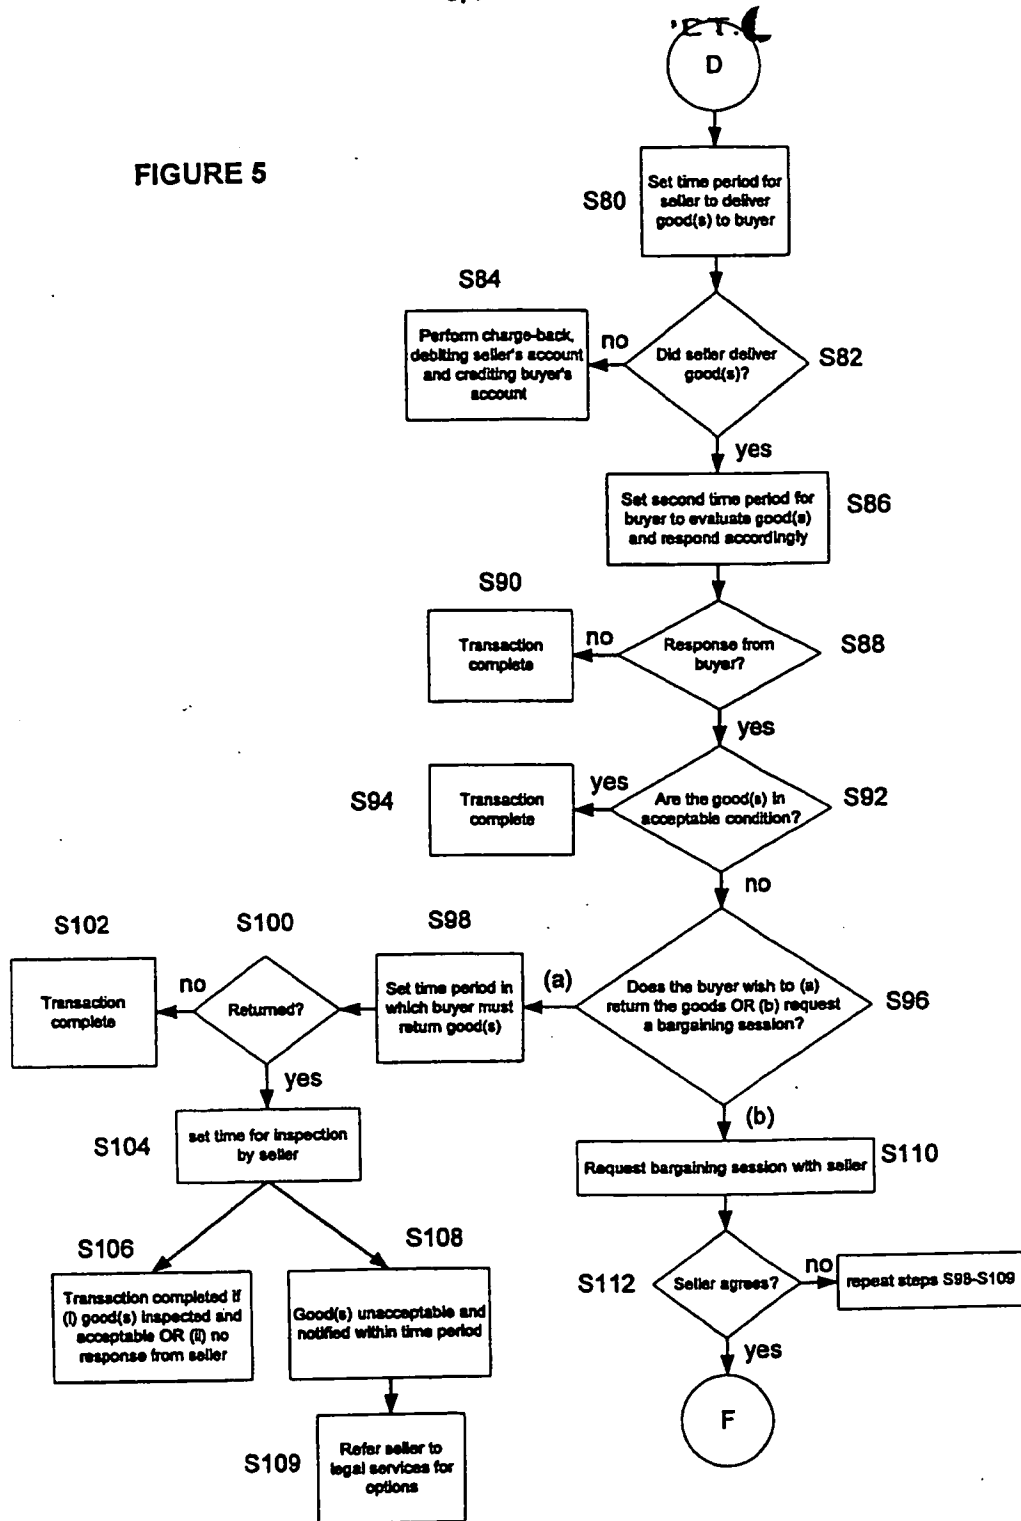 D
FIGURE 5
S80
Set time period for
seller to deliver
good(s) to buyer
S84
Perform charge-back,
debiting seller's account
and crediting buyer's
account
no
Did seller deliver
good(s)?
S82
yes
Set second time period for
buyer to evaluate good(s)
and respond accordingly
S86
S90
Transaction
complete
no
Response from
buyer?
S88
yes
S94
Transaction
complete
yes
Are the good(s) in
acceptable condition?
S92
no
S102
S100
S98
Transaction
complete
no
Returned?
Set time period in
which buyer must
return good(s)
(a)
Does the buyer wish to (a)
return the goods OR (b) request
a bargaining session?
S96
yes
(b)
S104
set time for inspection
by seller
Request bargaining session with seller
S110
S106
S108
Transaction completed if
(i) good(s) inspected and
acceptable OR (ii) no
response from seller
Good(s) unacceptable and
notified within time period
S112
Seller agrees?
no
repeat steps S98-S109
yes
F
S109
Refer seller to
legal services for
options